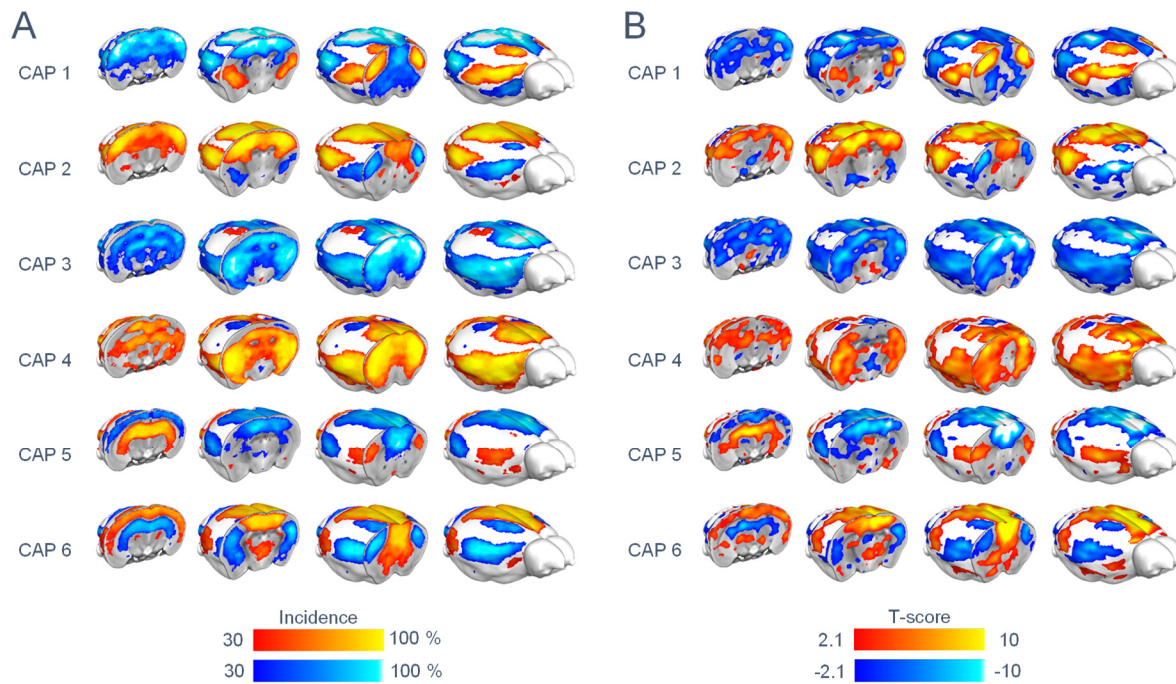 A
B
CAP 1
CAP 1
CAP 2
CAP 2
CAP 3
CAP 3
CAP 4
CAP 4
CAP 5
CAP 5
CAP 6
CAP 6
Incidence
30 100 %
30 100 %
T-score
2.1 10
-2.1 -10